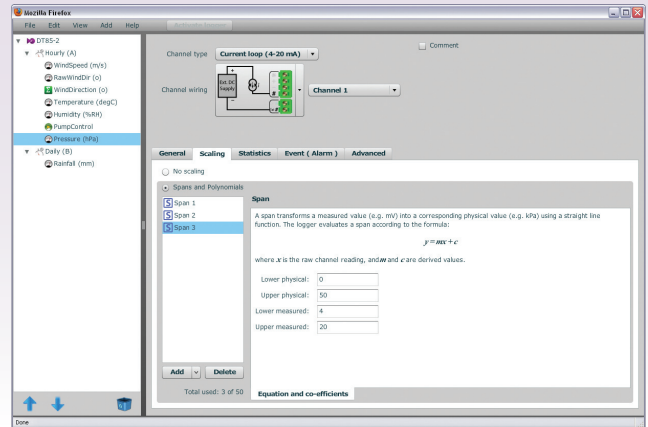 Mozilla Firefox
File Edit View Add Help
DT85-2
Hourly (A)
WindSpeed (m/s)
RawWindDir (o)
WindDirection (o)
Temperature (degC)
Humidity (%RH)
PumpControl
Pressure (hPa)
Daily (B)
Rainfall (mm)
Channel type Current loop (4-20 mA)
Comment
Channel wiring Ext. DC Supply Channel 1
General Scaling Statistics Event ( Alarm ) Advanced
No scaling
Spans and Polynomials
Span 1
Span 2
Span 3
Add Delete
Total used: 3 of 50
Span
A span transforms a measured value (e.g. mV) into a corresponding physical value (e.g. kPa) using a straight line
function. The logger evaluates a span according to the formula:
y=mx+c
where x is the raw channel reading, and m and c are derived values.
Lower physical: 0
Upper physical: 50
Lower measured: 4
Upper measured: 20
Equation and co-efficients
Done